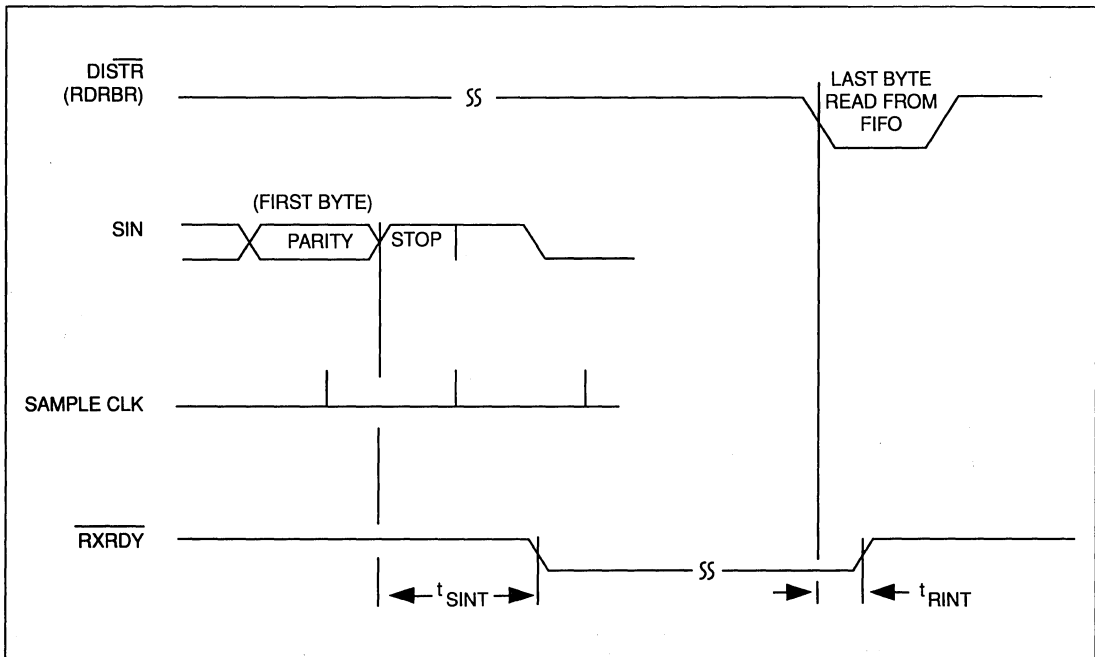 DISTR
(RDRBR)
LAST BYTE
READ FROM
FIFO
(FIRST BYTE)
SIN
PARITY
STOP
SAMPLE CLK
RXRDY
tSINT
tRINT